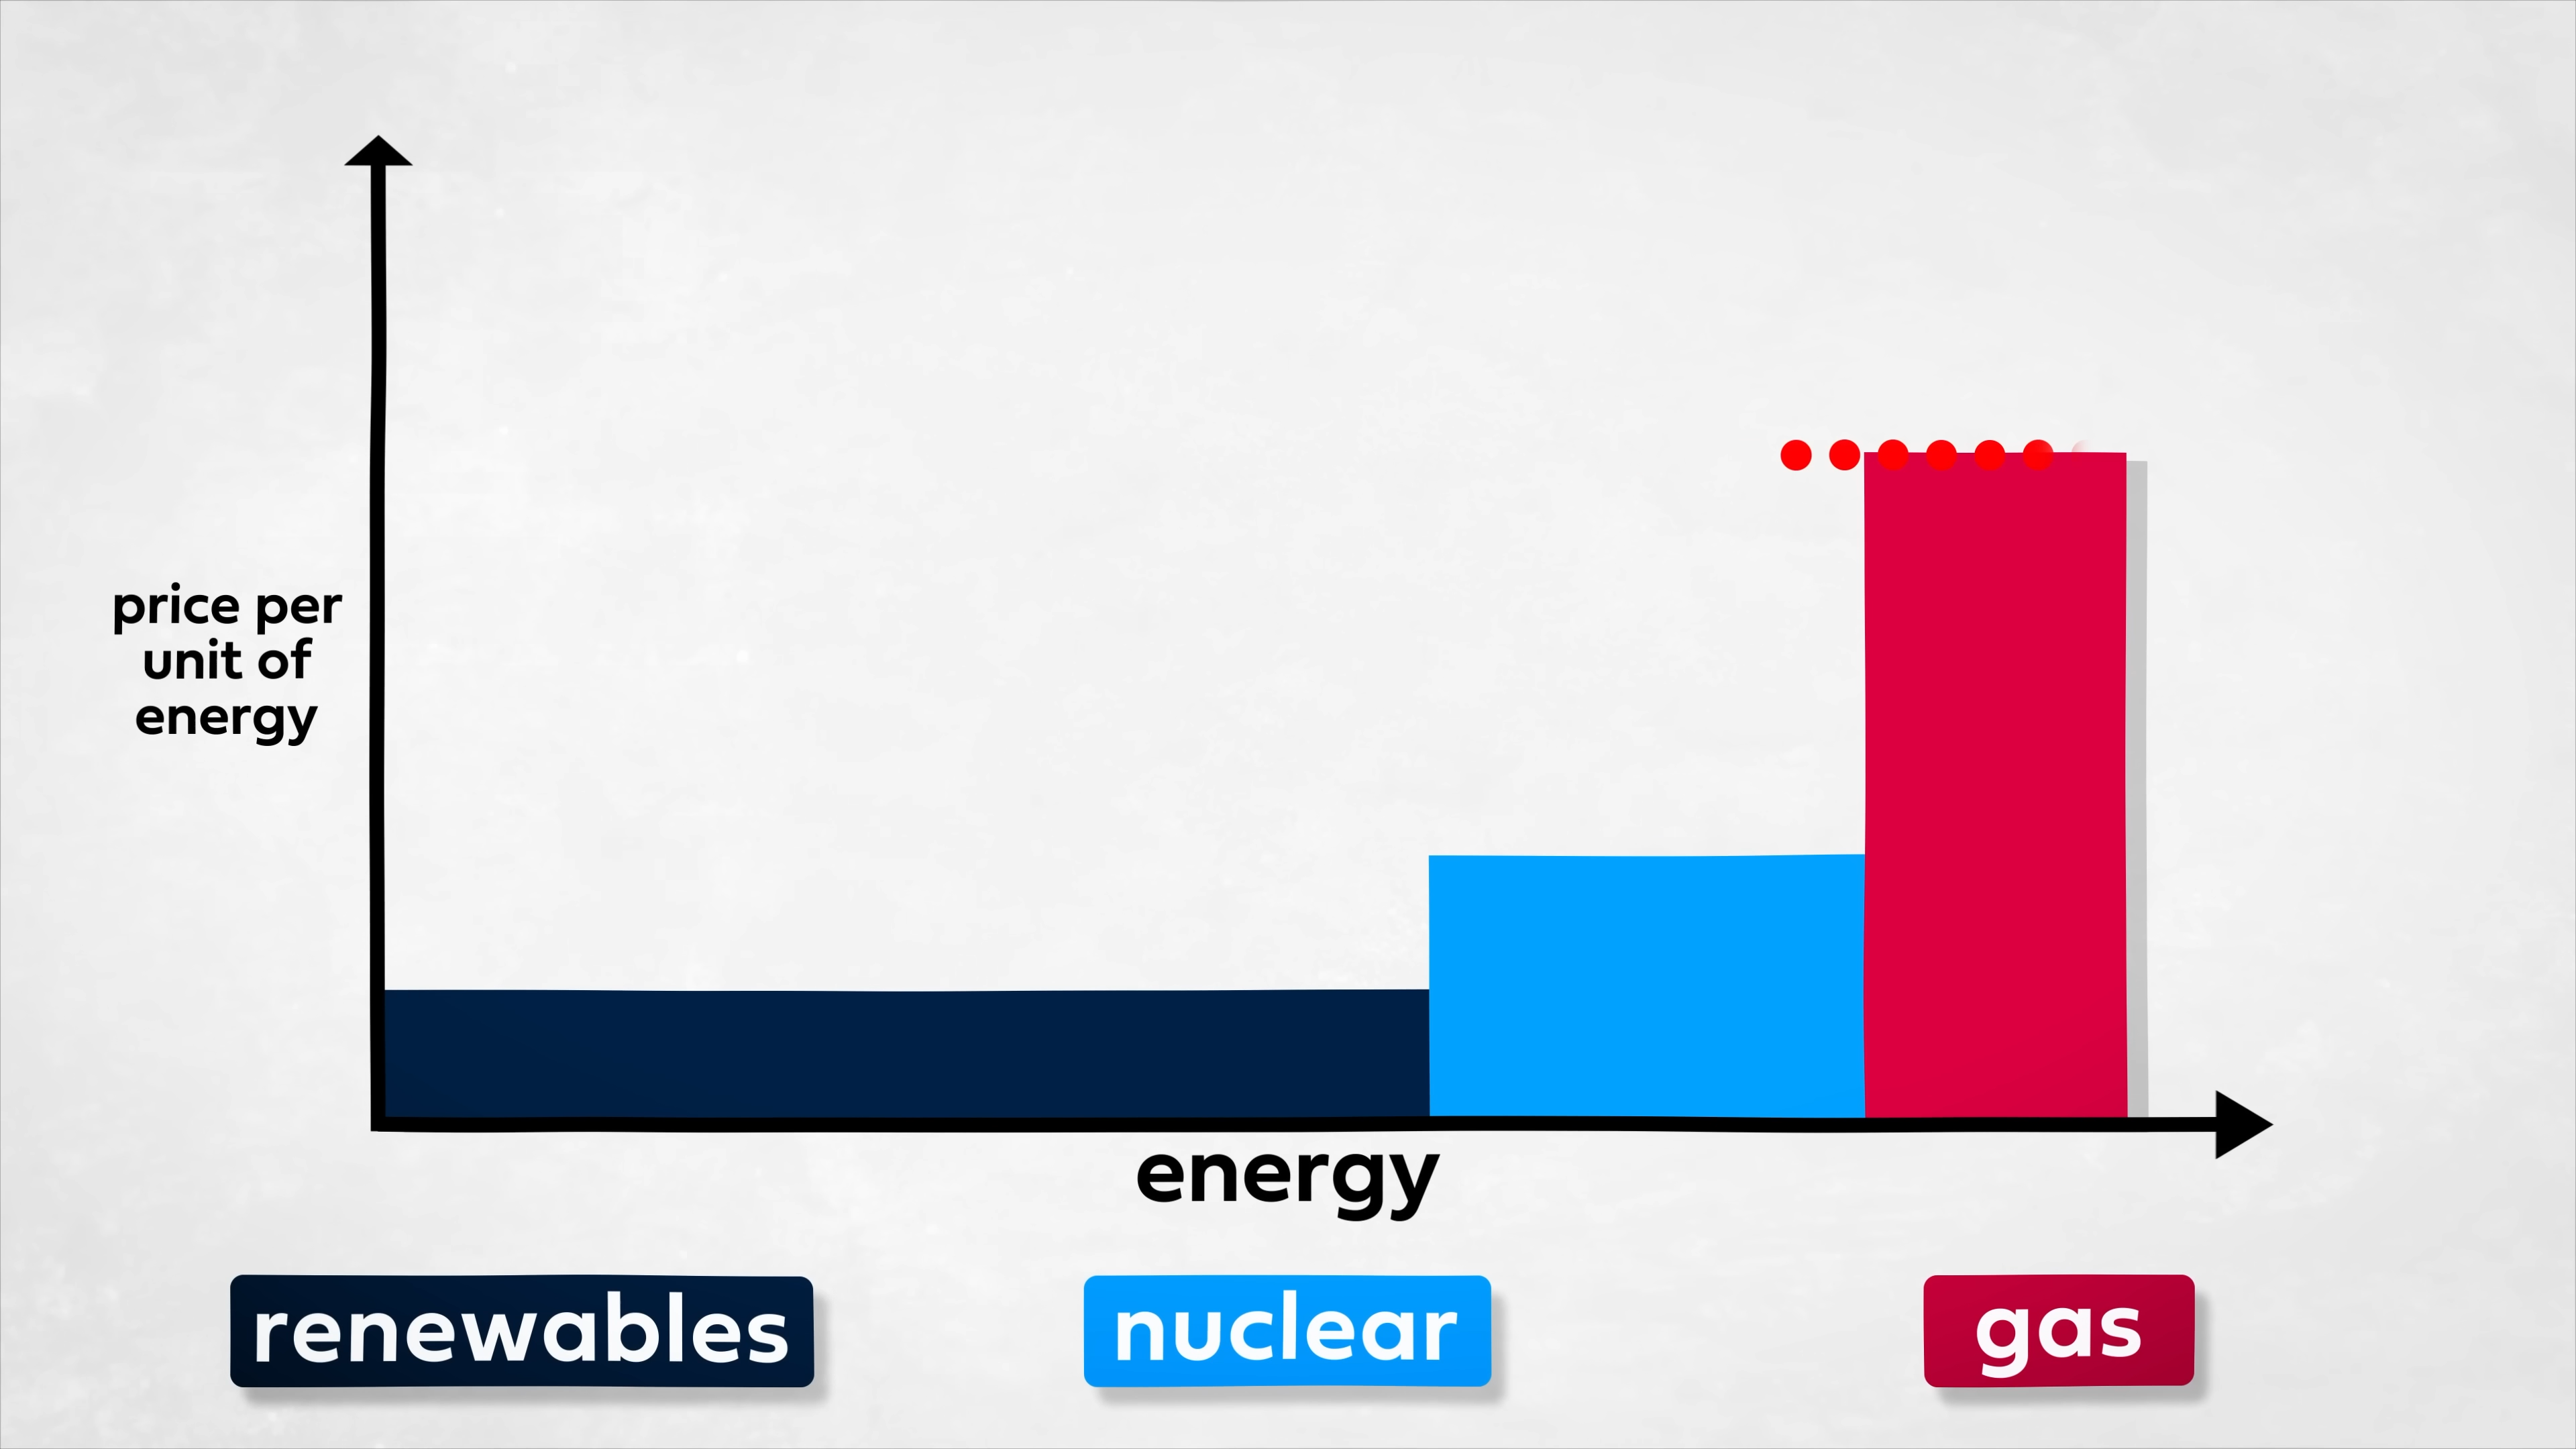 price per
unit of
energy
energy
renewables
nuclear
gas